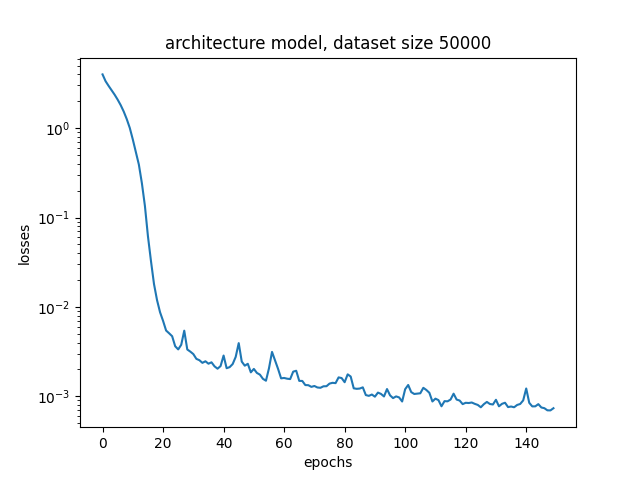 architecture model, dataset size 50000
losses
10⁰
10⁻¹
10⁻²
10⁻³
0 20 40 60 80 100 120 140
epochs